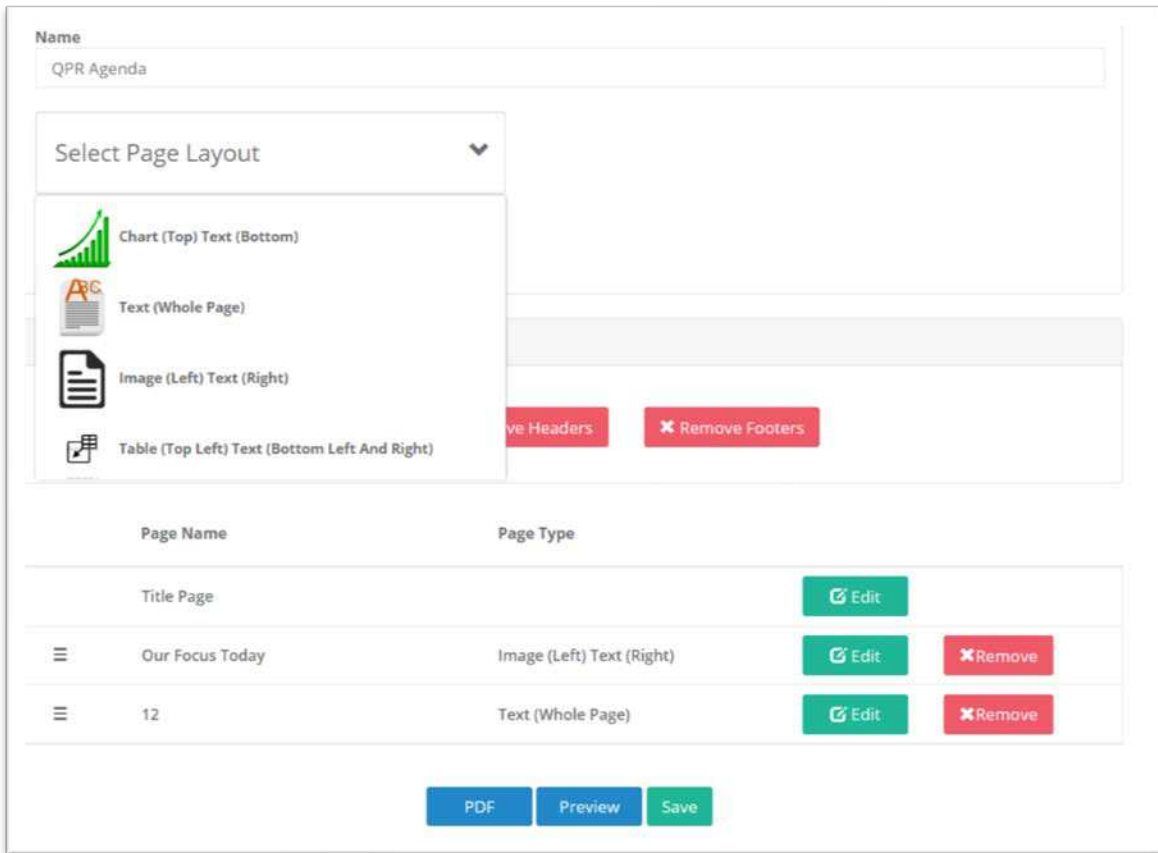 Name
QPR Agenda
Select Page Layout
Chart (Top) Text (Bottom)
ABC
Text (Whole Page)
Image (Left) Text (Right)
ve Headers
Remove Footers
Table (Top Left) Text (Bottom Left And Right)
Page Name Page Type
Title Page Edit
Our Focus Today Image (Left) Text (Right) Edit Remove
12 Text (Whole Page) Edit Remove
PDF Preview Save